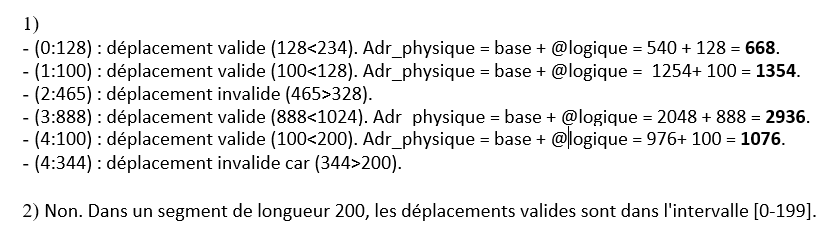 1)
- (0:128) : déplacement valide (128<234). Adr_physique = base + @logique = 540 + 128 = 668.
- (1:100) : déplacement valide (100<128). Adr_physique = base + @logique =  1254+ 100 = 1354.
- (2:465) : déplacement invalide (465>328).
- (3:888) : déplacement valide (888<1024). Adr physique = base + @logique = 2048 + 888 = 2936.
- (4:100) : déplacement valide (100<200). Adr_physique = base + @logique = 976+ 100 = 1076.
- (4:344) : déplacement invalide car (344>200).
2) Non. Dans un segment de longueur 200, les déplacements valides sont dans l'intervalle [0-199].